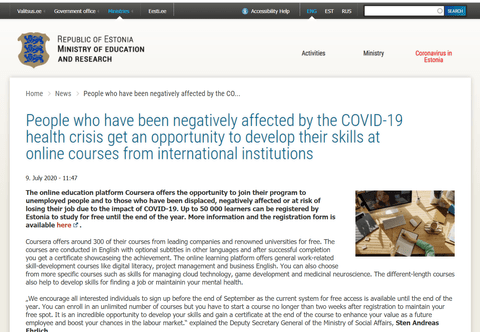 Valitsus.ee Government office Ministries Eesti.ee Accessibility Help ENG EST RUS SEARCH
REPUBLIC OF ESTONIA
MINISTRY OF EDUCATION
AND RESEARCH
Activities Ministry Coronavirus in
Estonia
Home News People who have been negatively affected by the CO...
People who have been negatively affected by the COVID-19
health crisis get an opportunity to develop their skills at
online courses from international institutions
9. July 2020 - 11:47
The online education platform Coursera offers the opportunity to join their program to
unemployed people and to those who have been displaced, negatively affected or at risk of
losing their job due to the impact of COVID-19. Up to 50 000 learners can be registered by
Estonia to study for free until the end of the year. More information and the registration form is
available here .
Coursera offers around 300 of their courses from leading companies and renowned universities for free. The
courses are conducted in English with optional subtitles in other languages and after successful completion
you get a certificate showcasing the achievement. The online learning platform offers general work-related
skill-development courses like digital literacy, project management and business English. You can also choose
from more specific courses such as skills for managing cloud technology, game development and medicinal neuroscience. The different-length courses
also help to develop skills for finding a job or maintaining your mental health.
„We encourage all interested individuals to sign up before the end of September as the current system for free access is available until the end of the
year. You can enroll in an unlimited number of courses but you have to start a course no longer than two weeks after registration to maintain your
free spot. It is an incredible opportunity to develop your skills and gain a certificate at the end of the course to enhance your value as a future
employee and boost your chances in the labour market." explained the Deputy Secretary General of the Ministry of Social Affairs, Sten Andreas
Ehrlich